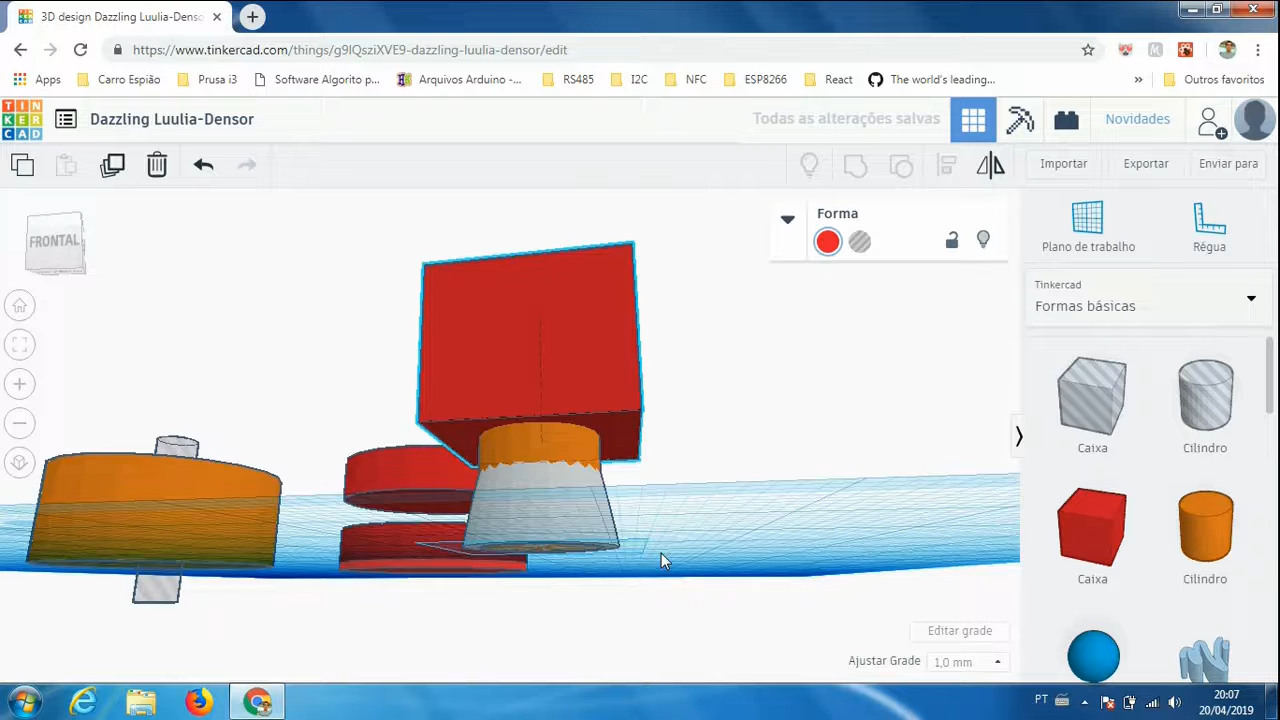 3D design Dazzling Luulia-Denso
https://www.tinkercad.com/things/g9lQsziXVE9-dazzling-luulia-densor/edit
Apps
Carro Espião
Prusa i3
Software Algorito p...
Arquivos Arduino -...
RS485
I2C
NFC
ESP8266
React
The world's leading...
»
Outros favoritos
TIN
KER
CAD
Dazzling Luulia-Densor
Todas as alterações salvas
Novidades
Importar
Exportar
Enviar para
FRONTAL
Forma
Plano de trabalho
Régua
Tinkercad
Formas básicas
Caixa
Cilindro
Caixa
Cilindro
Editar grade
Ajustar Grade
1,0 mm
PT
20:07
20/04/2019